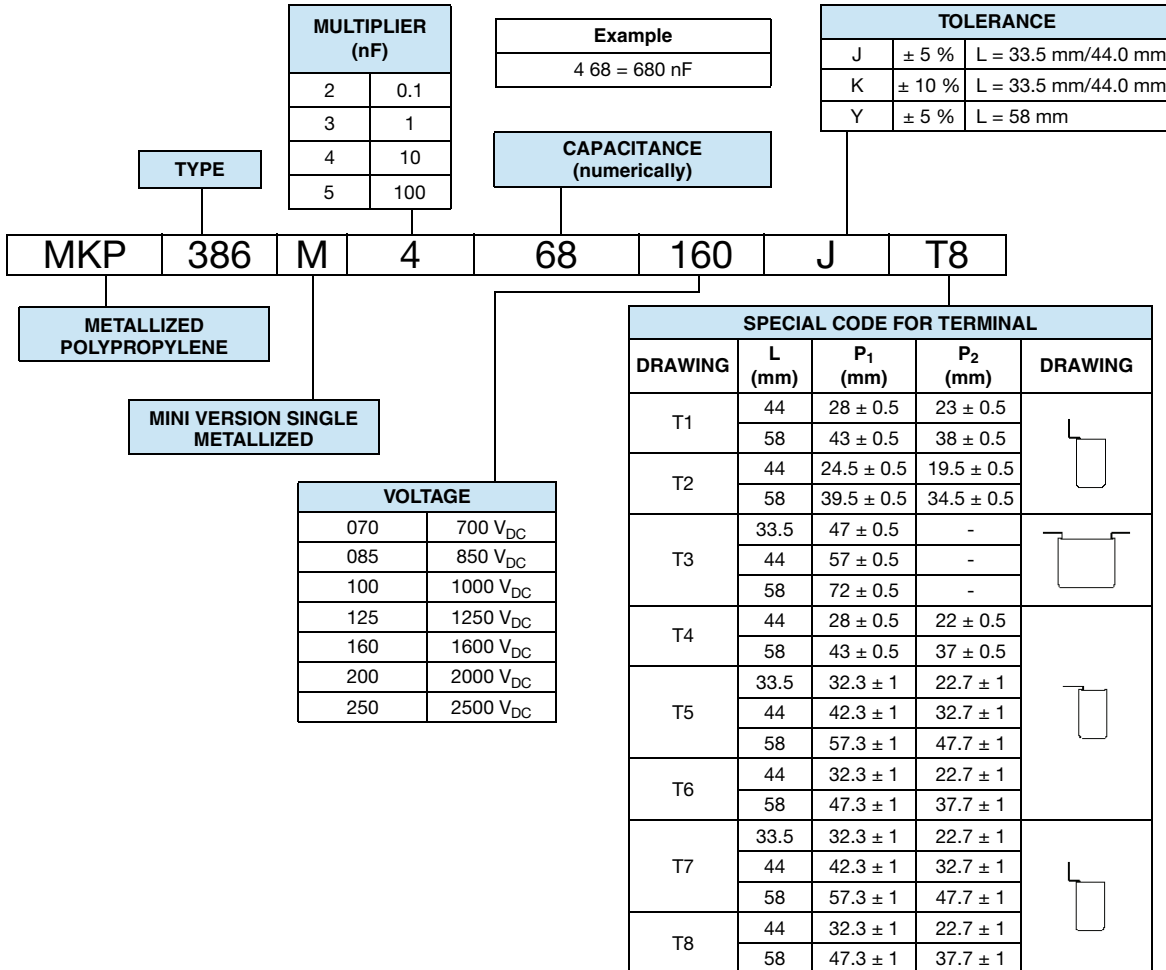 MULTIPLIER
(nF)
2 0.1
3 1
4 10
5 100
Example
4 68 = 680 nF
TOLERANCE
J ± 5 % L = 33.5 mm/44.0 mm
K ± 10 % L = 33.5 mm/44.0 mm
Y ± 5 % L = 58 mm
TYPE
CAPACITANCE
(numerically)
MKP 386 M 4 68 160 J T8
METALLIZED
POLYPROPYLENE
MINI VERSION SINGLE
METALLIZED
VOLTAGE
070 700 VDC
085 850 VDC
100 1000 VDC
125 1250 VDC
160 1600 VDC
200 2000 VDC
250 2500 VDC
SPECIAL CODE FOR TERMINAL
DRAWING L (mm) P1 (mm) P2 (mm) DRAWING
T1 44 28 ± 0.5 23 ± 0.5
58 43 ± 0.5 38 ± 0.5
T2 44 24.5 ± 0.5 19.5 ± 0.5
58 39.5 ± 0.5 34.5 ± 0.5
T3 33.5 47 ± 0.5 -
44 57 ± 0.5 -
58 72 ± 0.5 -
T4 44 28 ± 0.5 22 ± 0.5
58 43 ± 0.5 37 ± 0.5
T5 33.5 32.3 ± 1 22.7 ± 1
44 42.3 ± 1 32.7 ± 1
58 57.3 ± 1 47.7 ± 1
T6 44 32.3 ± 1 22.7 ± 1
58 47.3 ± 1 37.7 ± 1
T7 33.5 32.3 ± 1 22.7 ± 1
44 42.3 ± 1 32.7 ± 1
58 57.3 ± 1 47.7 ± 1
T8 44 32.3 ± 1 22.7 ± 1
58 47.3 ± 1 37.7 ± 1